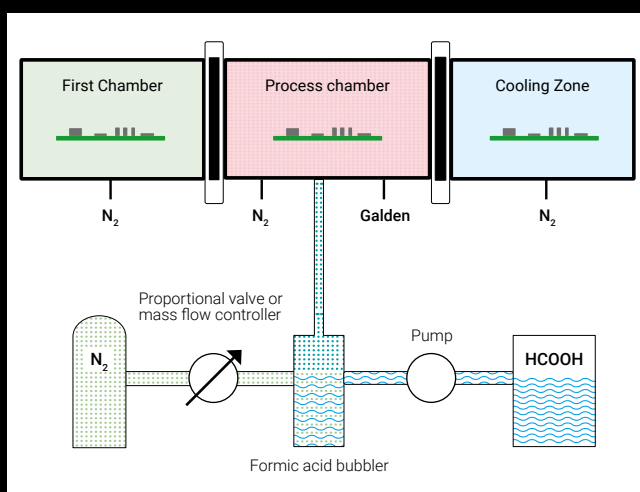 First Chamber
Process chamber
Cooling Zone
N₂
N₂
Galden
N₂
Proportional valve or
mass flow controller
Pump
N₂
HCOOH
Formic acid bubbler